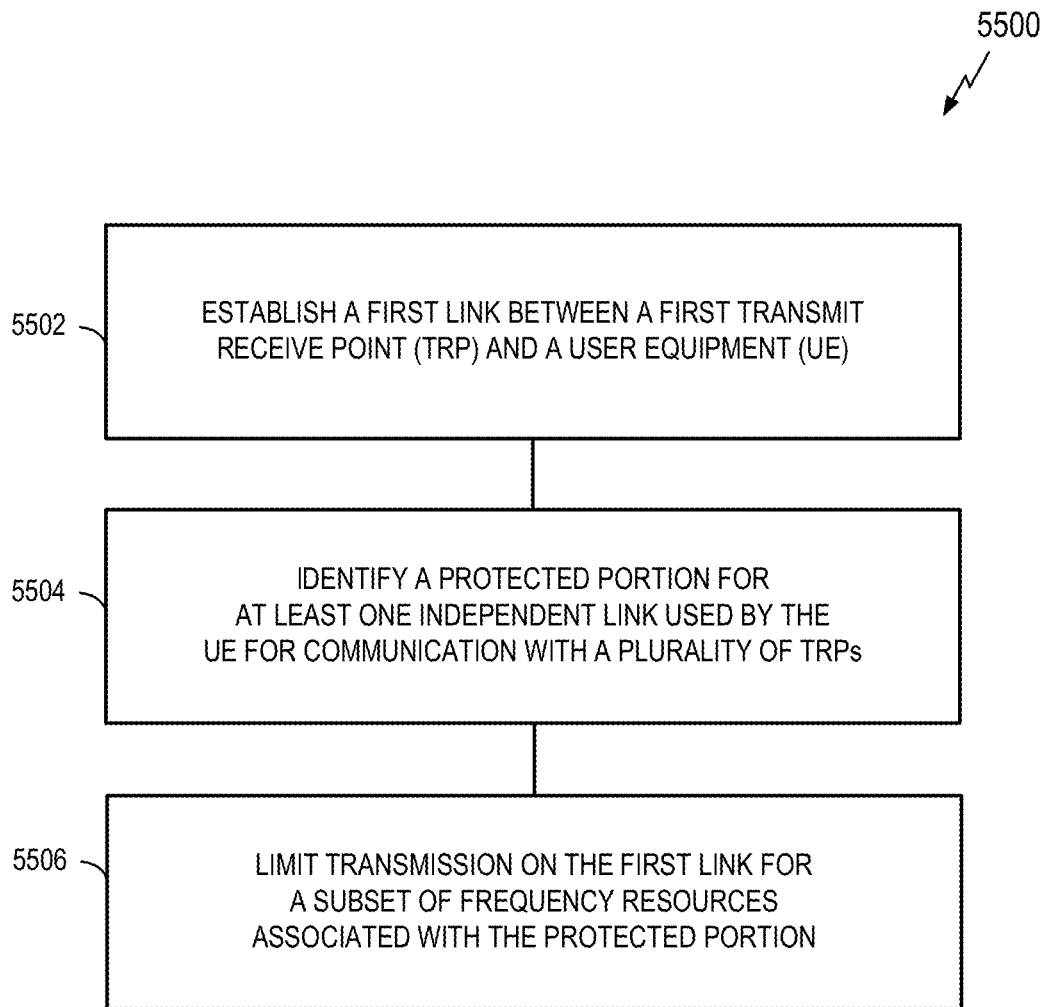 5500
5502
ESTABLISH A FIRST LINK BETWEEN A FIRST TRANSMIT
RECEIVE POINT (TRP) AND A USER EQUIPMENT (UE)
5504
IDENTIFY A PROTECTED PORTION FOR
AT LEAST ONE INDEPENDENT LINK USED BY THE
UE FOR COMMUNICATION WITH A PLURALITY OF TRPs
5506
LIMIT TRANSMISSION ON THE FIRST LINK FOR
A SUBSET OF FREQUENCY RESOURCES
ASSOCIATED WITH THE PROTECTED PORTION